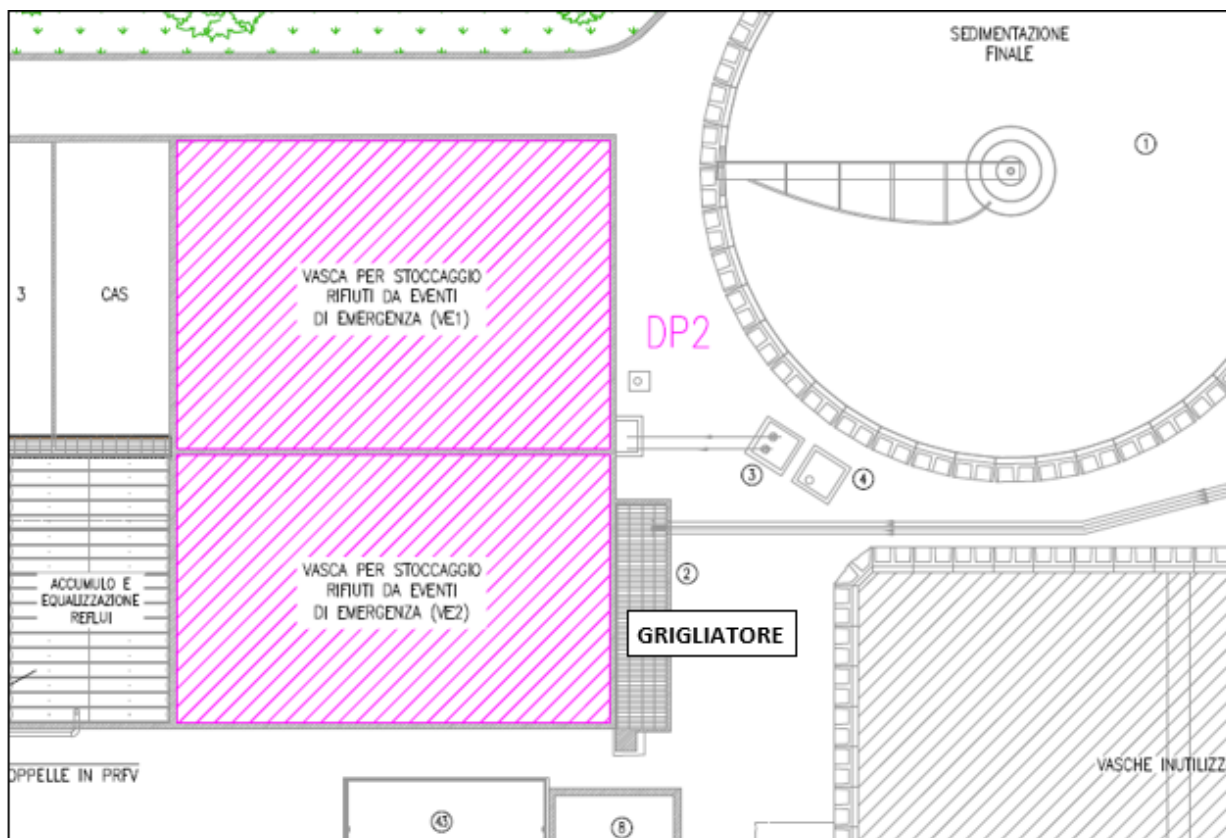 SEDIMENTAZIONE
FINALE
1
VASCA PER STOCCAGGIO
RIFIUTI DA EVENTI
DI EMERGENZA (VE1)
3
CAS
DP2
3
4
VASCA PER STOCCAGGIO
RIFIUTI DA EVENTI
DI EMERGENZA (VE2)
2
ACCUMULO E
EQUALIZZAZIONE
REFLUI
GRIGLIATORE
OPPELLE IN PRFV
VASCHE INUTILIZZ
43
8